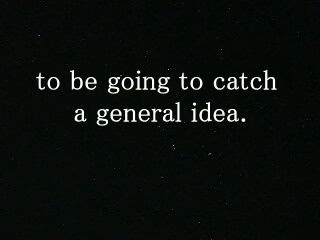 to be going to catch
a general idea.